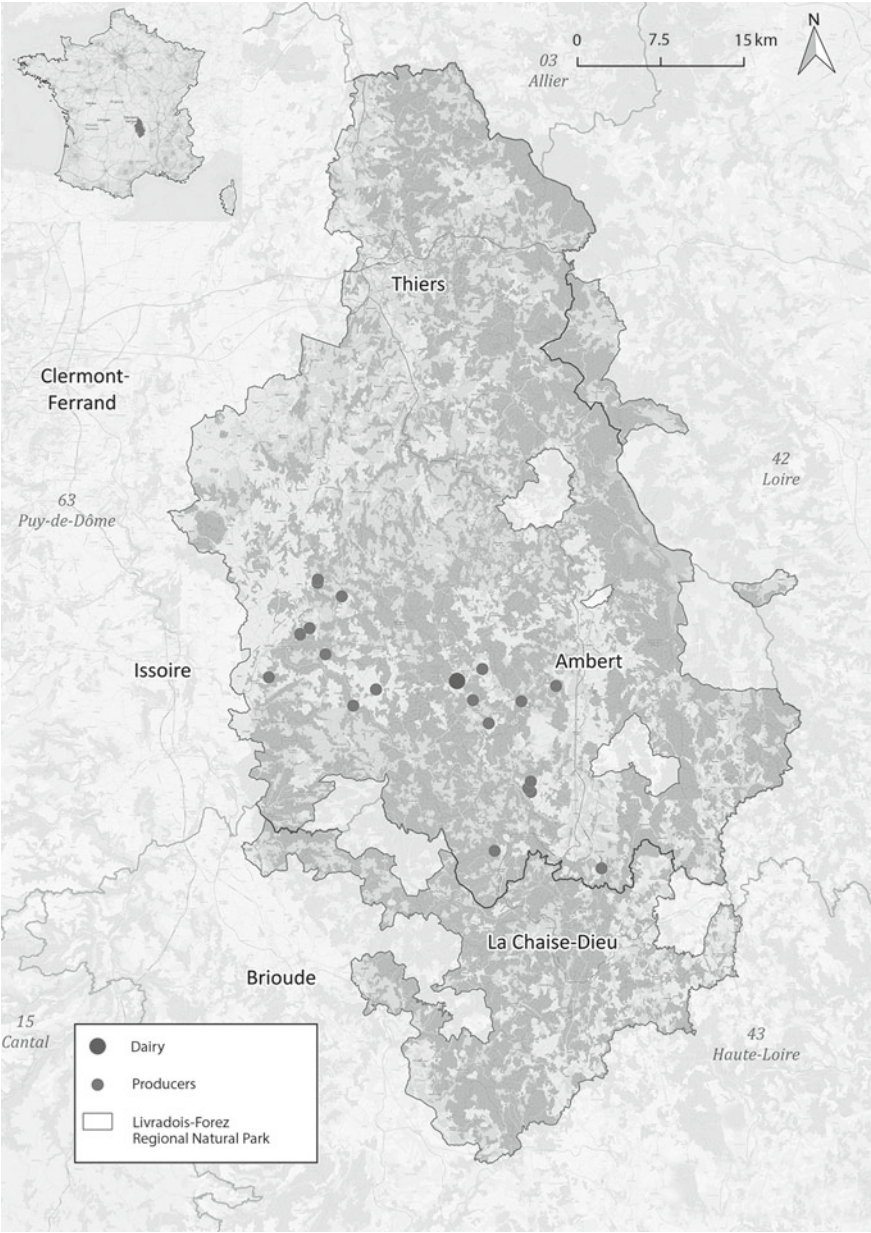 N
0 7.5 15 km
03
Allier
Thiers
Clermont-
Ferrand
42
Loire
63
Puy-de-Dôme
Issoire
Ambert
La Chaise-Dieu
Brioude
15
Cantal
43
Haute-Loire
Dairy
Producers
Livradois-Forez
Regional Natural Park